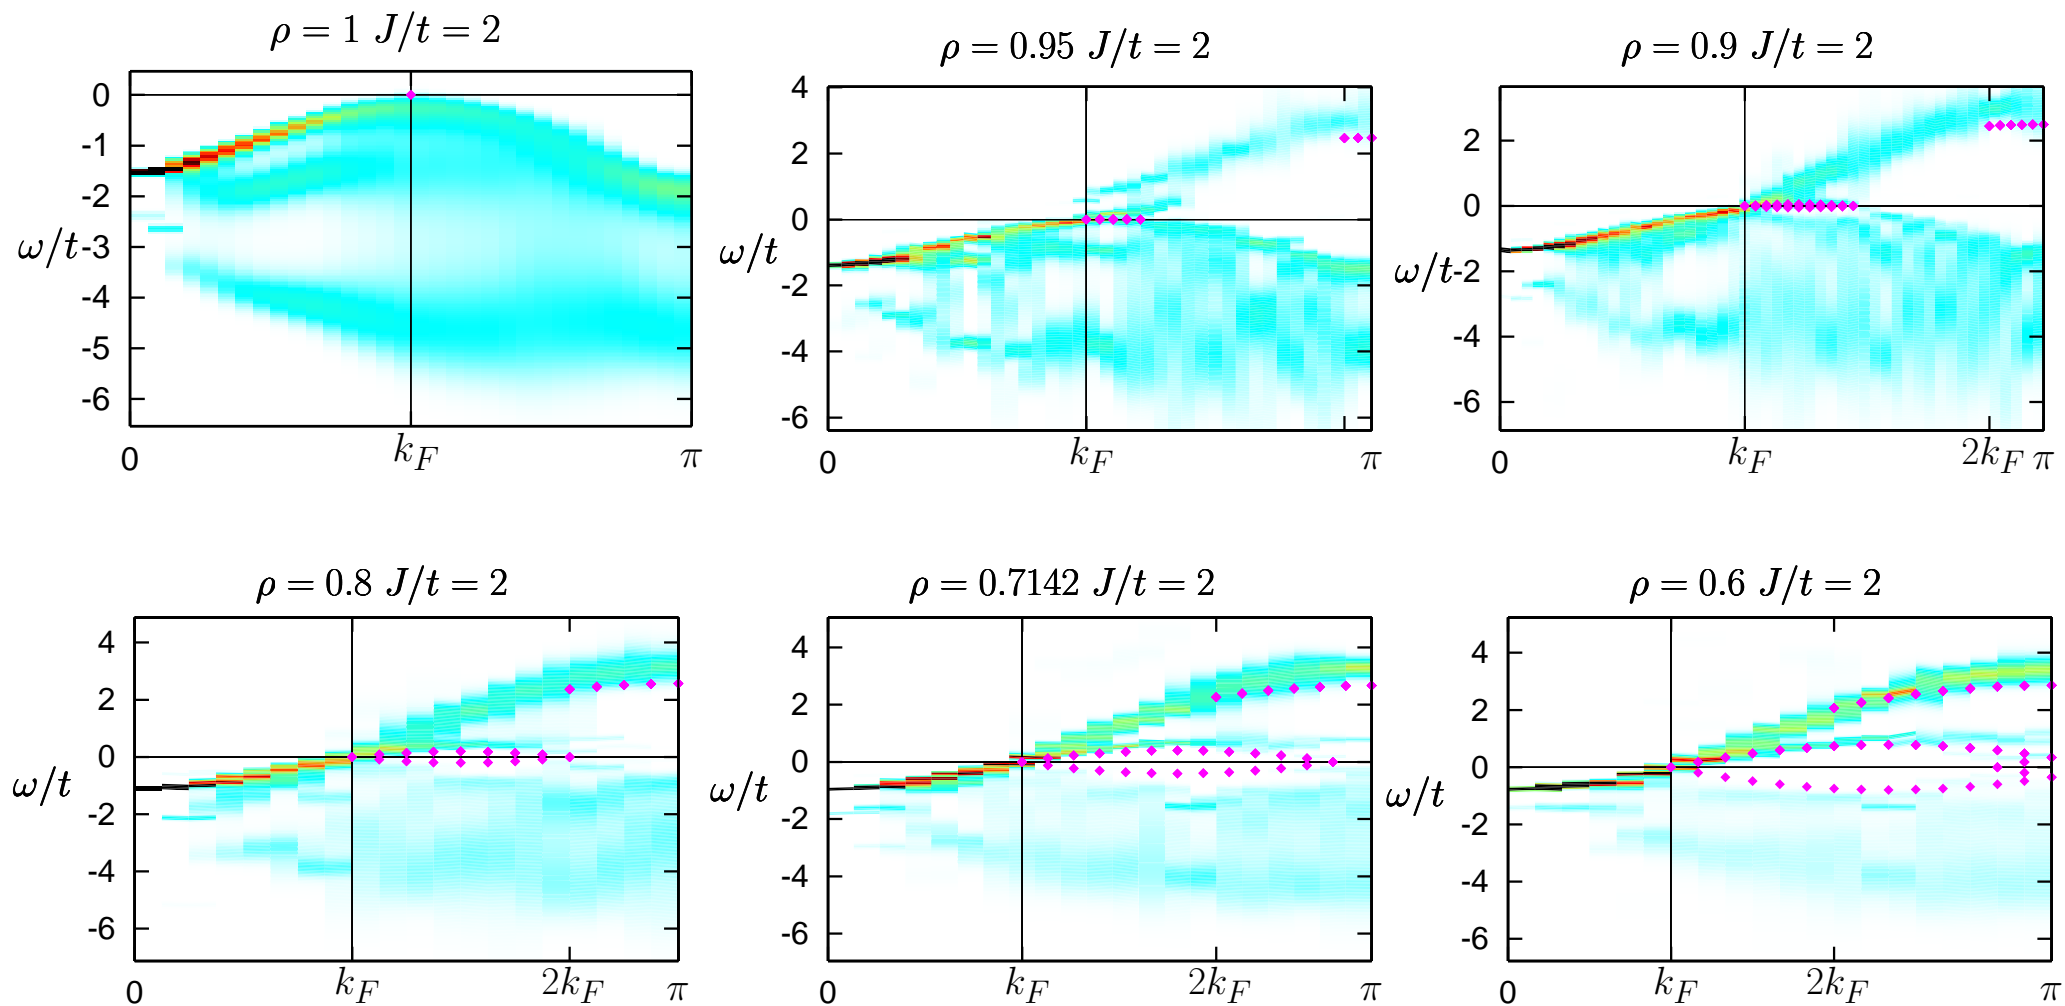 ρ = 1 J/t = 2
0
-1
-2
ω/t -3
-4
-5
-6
0 k_F π
ρ = 0.95 J/t = 2
4
2
0
ω/t
-2
-4
-6
0 k_F π
ρ = 0.9 J/t = 2
2
0
ω/t -2
-4
-6
0 k_F 2k_F π
ρ = 0.8 J/t = 2
4
2
0
ω/t
-2
-4
-6
0 k_F 2k_F π
ρ = 0.7142 J/t = 2
4
2
0
ω/t
-2
-4
-6
0 k_F 2k_F π
ρ = 0.6 J/t = 2
4
2
0
ω/t
-2
-4
-6
0 k_F 2k_F π